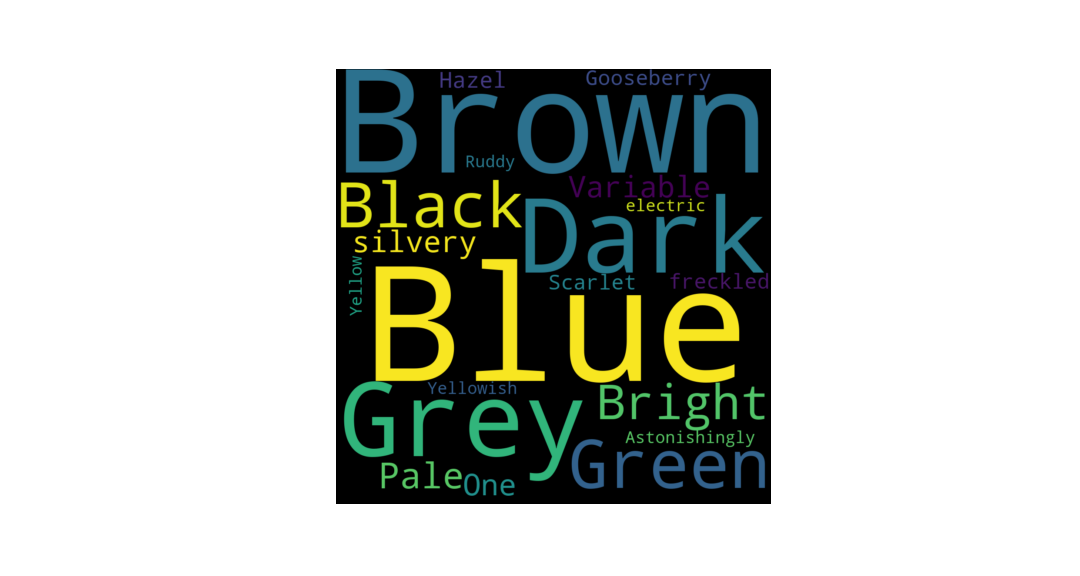 Hazel
Gooseberry
Brown
Ruddy
Variable
Black
electric
Dark
silvery
Yellow
Scarlet
freckled
Blue
Yellowish
Grey
Bright
Astonishingly
Green
Pale
One